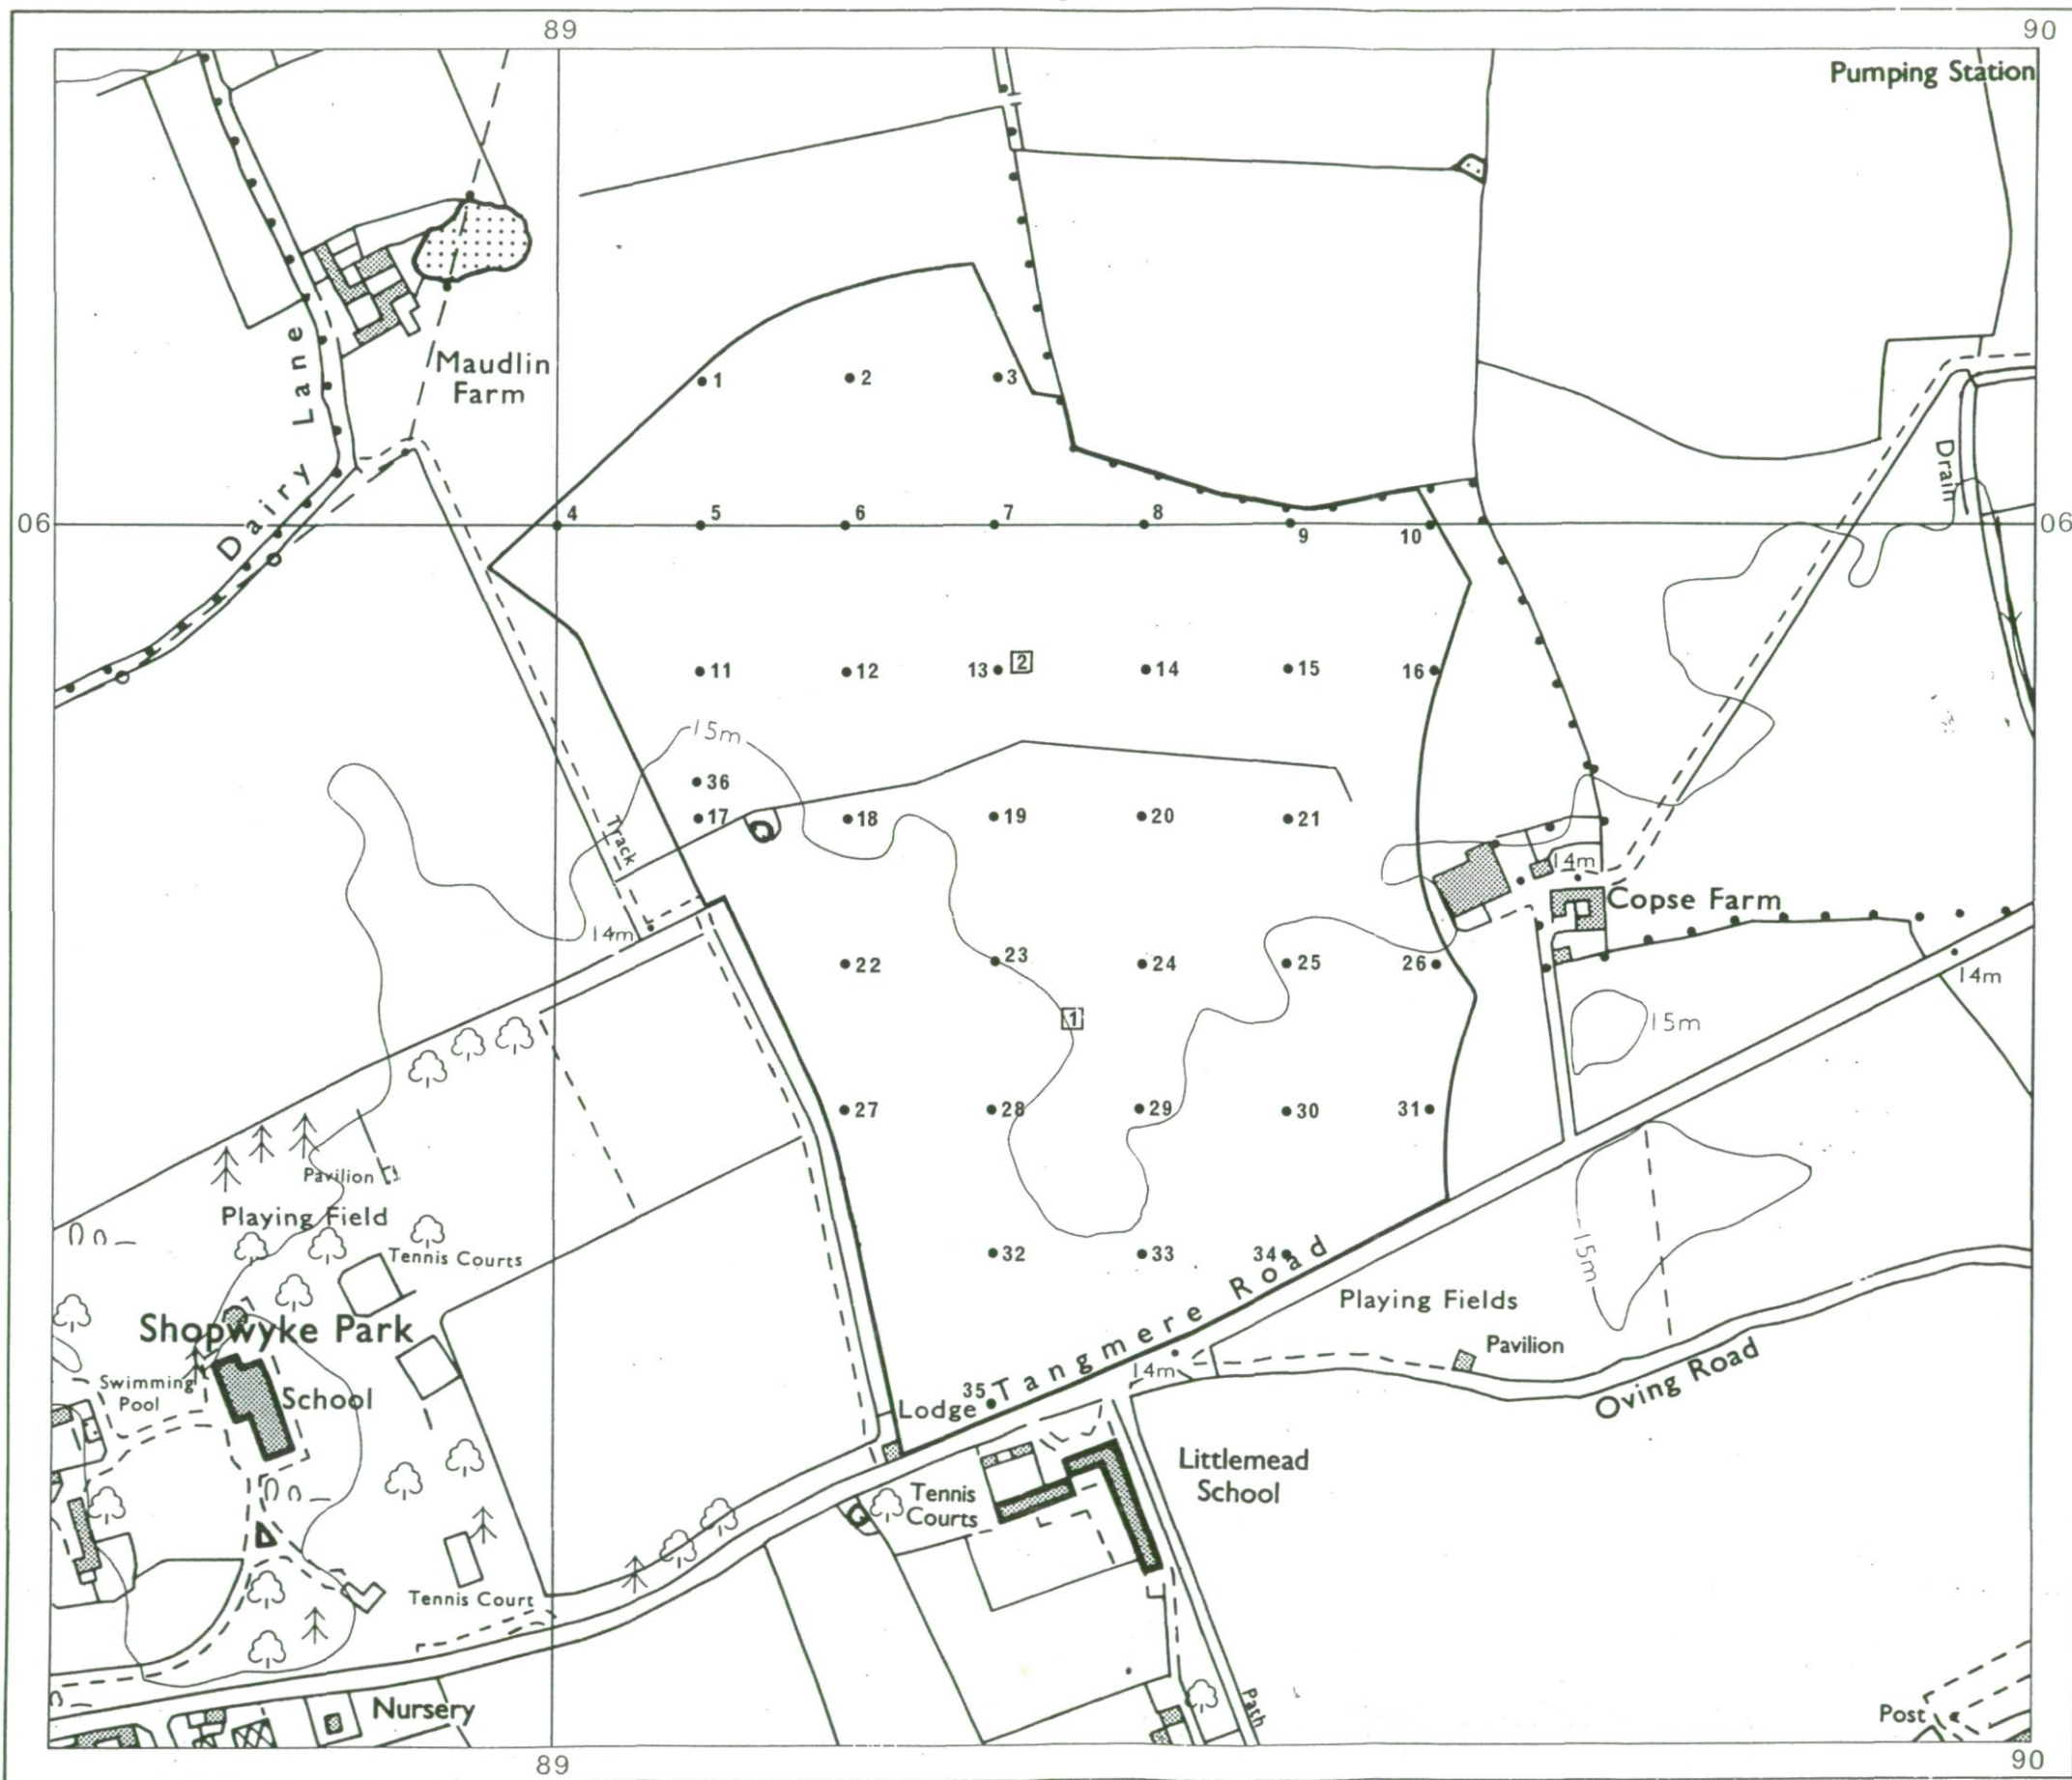 89
90
Pumping Station
Maudlin
Farm
Dairy Lane
1
2
3
06
4
5
6
7
8
9
10
06
Drain
11
12
13
2
14
15
16
15m
36
17
18
19
20
21
Track
14m
Copse Farm
14m
22
23
24
25
26
14m
1
15m
27
28
29
30
31
Pavilion
Playing Field
Tennis Courts
32
33
34
15m
Tangmere Road
Playing Fields
Shopwyke Park
Pavilion
14m
Swimming
Pool
School
35
Lodge
Oving Road
Littlemead
School
Tennis
Courts
Tennis Court
Nursery
Path
Post
89
90